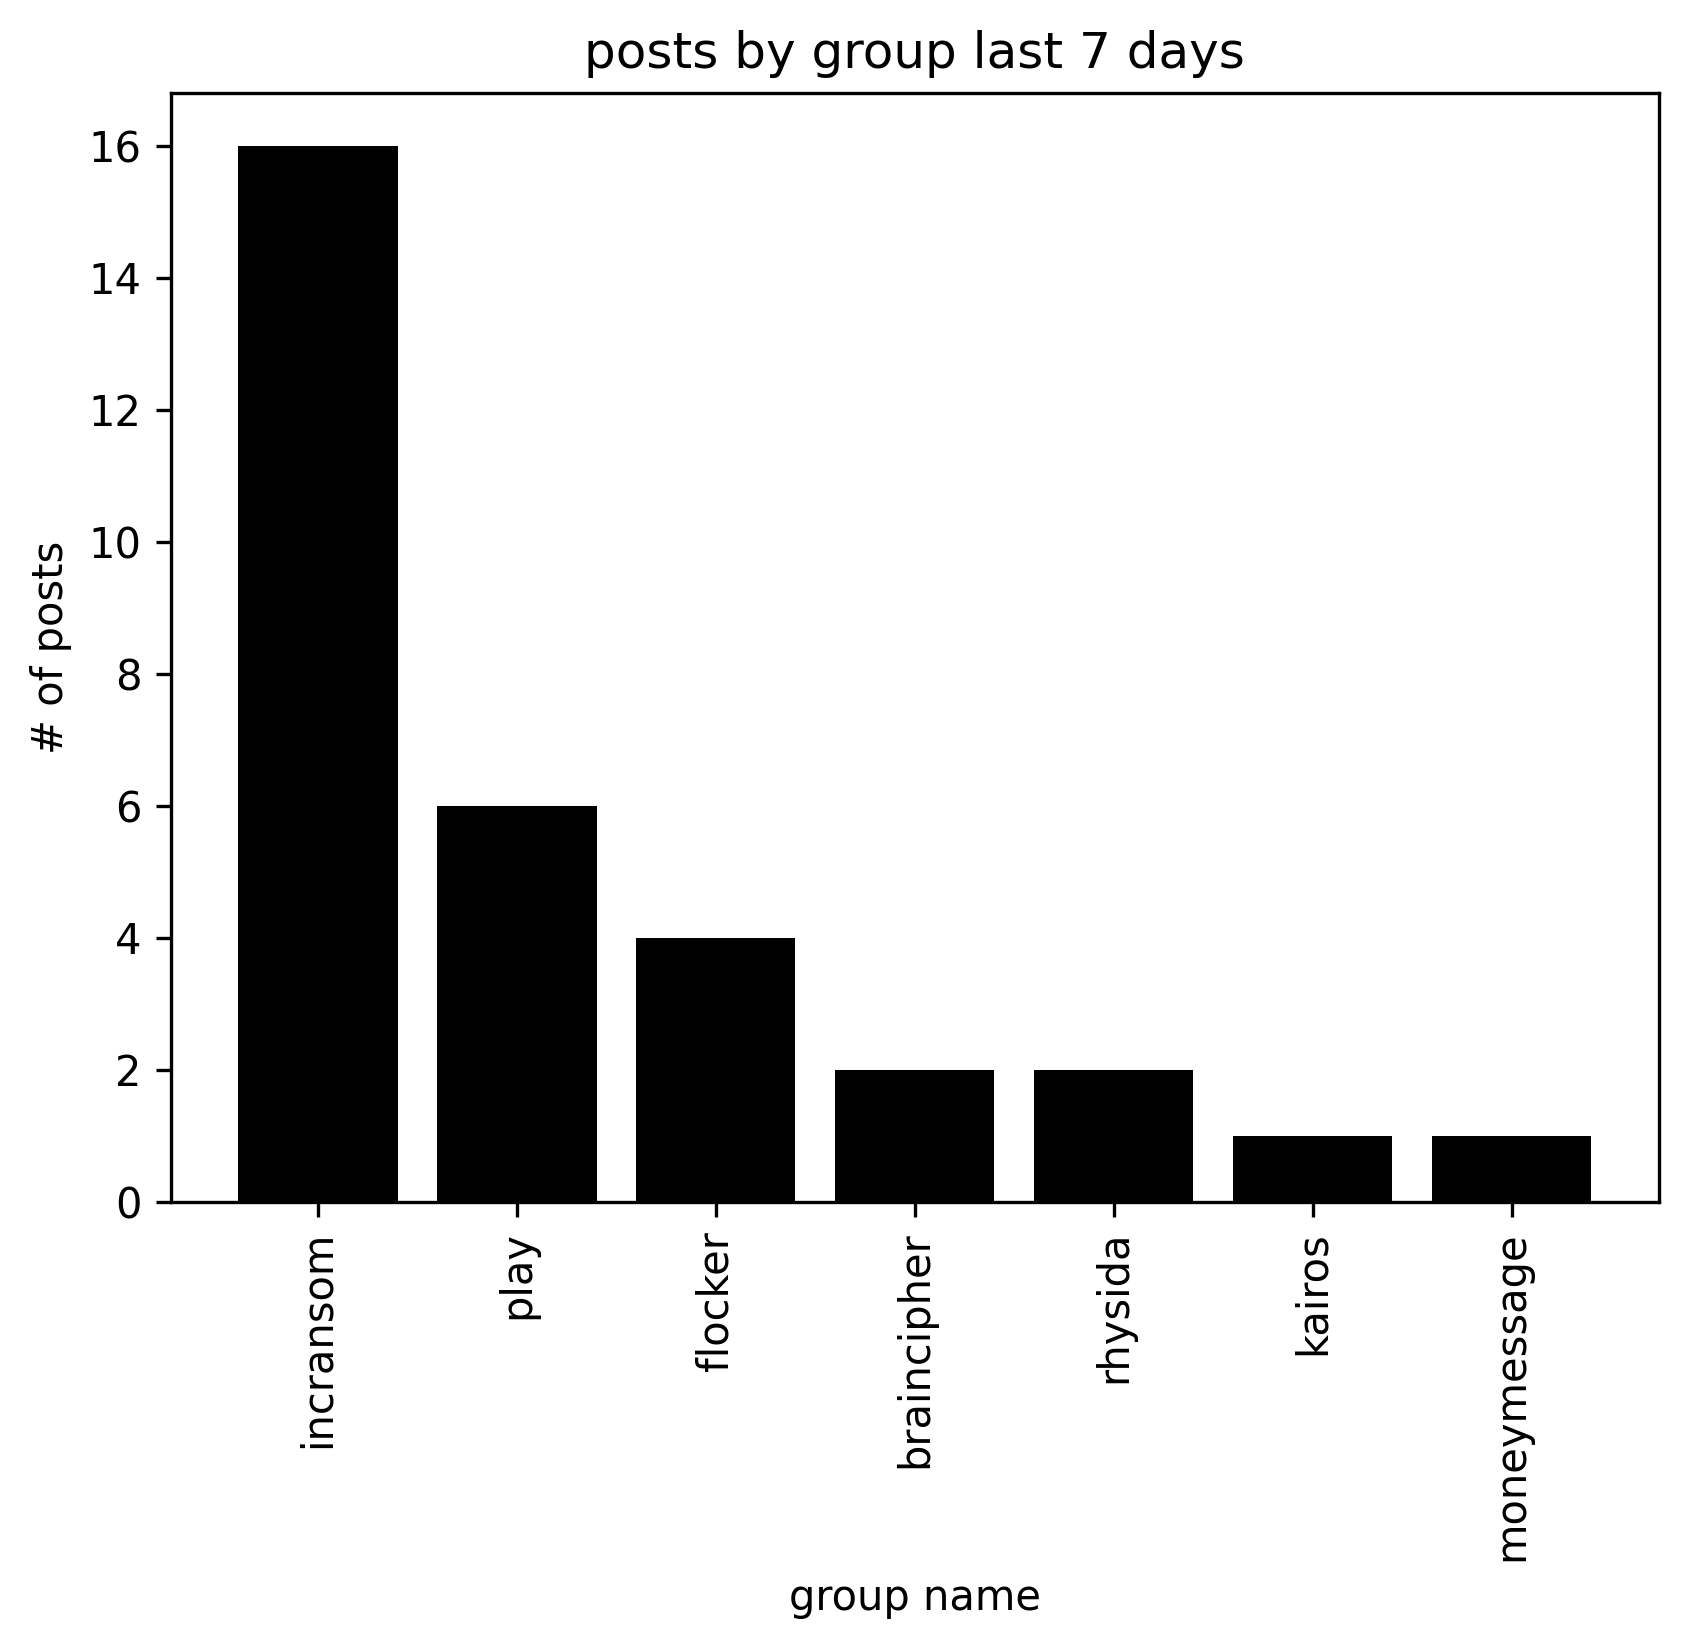 posts by group last 7 days
# of posts
16
14
12
10
8
6
4
2
0
incransom
play
flocker
braincipher
rhysida
kairos
moneymessage
group name